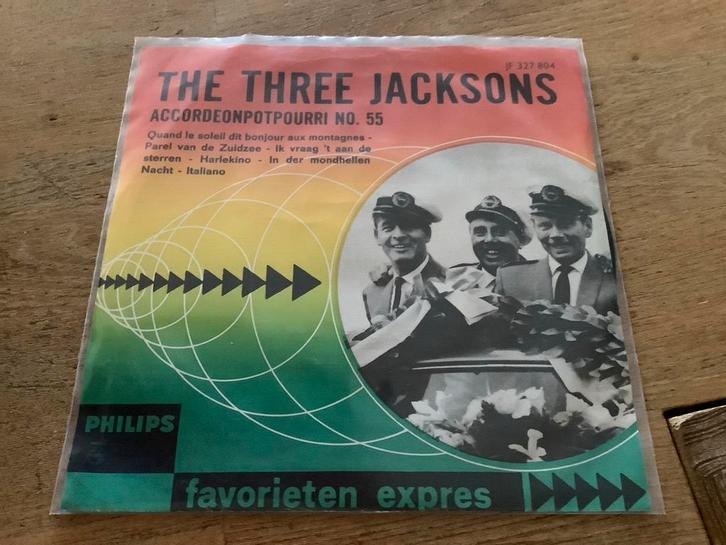 JF 327 804
THE THREE JACKSONS
ACCORDEONPOTPOURRI NO. 55
Quand le soleil dit bonjour aux montagnes -
Parel van de Zuidzee - Ik vraag 't aan de
sterren - Harlekino - In der mondhellen
Nacht - Italiano
PHILIPS
favorieten expres